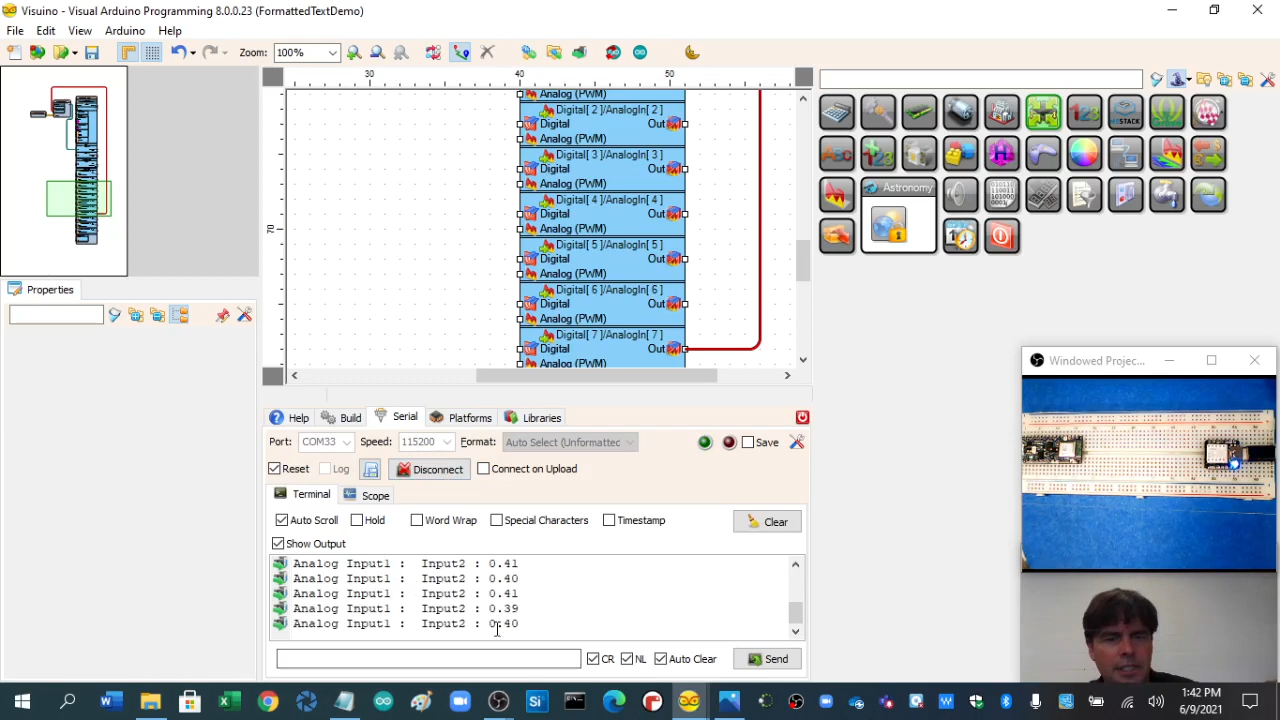 Visuino - Visual Arduino Programming 8.0.0.23 (FormattedTextDemo)
File Edit View Arduino Help
Zoom: 100%
30 40 50
70
Analog (PWM)
Digital[ 2 ]/AnalogIn[ 2 ]
Digital Out
Analog (PWM)
Digital[ 3 ]/AnalogIn[ 3 ]
Digital Out
Analog (PWM)
Digital[ 4 ]/AnalogIn[ 4 ]
Digital Out
Analog (PWM)
Digital[ 5 ]/AnalogIn[ 5 ]
Digital Out
Analog (PWM)
Digital[ 6 ]/AnalogIn[ 6 ]
Digital Out
Analog (PWM)
Digital[ 7 ]/AnalogIn[ 7 ]
Digital Out
Analog (PWM)
Astronomy
Properties
Windowed Projec...
Help Build Serial Platforms Libraries
Port: COM33 Speed: 115200 Format: Auto Select (Unformattec Save
Reset Log Disconnect Connect on Upload
Terminal Scope
Auto Scroll Hold Word Wrap Special Characters Timestamp Clear
Show Output
Analog Input1 : Input2 : 0.41
Analog Input1 : Input2 : 0.40
Analog Input1 : Input2 : 0.41
Analog Input1 : Input2 : 0.39
Analog Input1 : Input2 : 0.40
CR NL Auto Clear Send
1:42 PM
6/9/2021